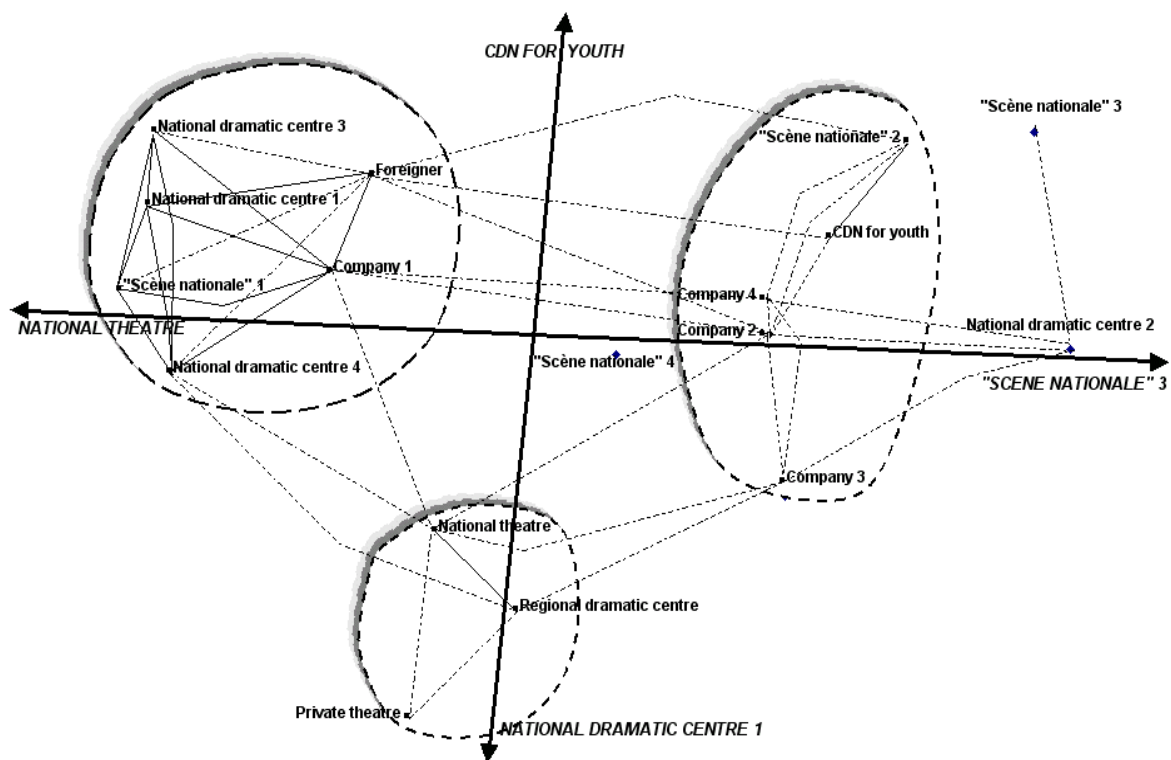 CDN FOR YOUTH
"Scène nationale" 3
National dramatic centre 3
"Scène nationale" 2
Foreigner
National dramatic centre 1
CDN for youth
Company 1
"Scène nationale" 1
Company 4
NATIONAL THEATRE
Company 2
National dramatic centre 2
"Scène nationale" 4
National dramatic centre 4
"SCENE NATIONALE" 3
Company 3
National theatre
Regional dramatic centre
Private theatre
NATIONAL DRAMATIC CENTRE 1